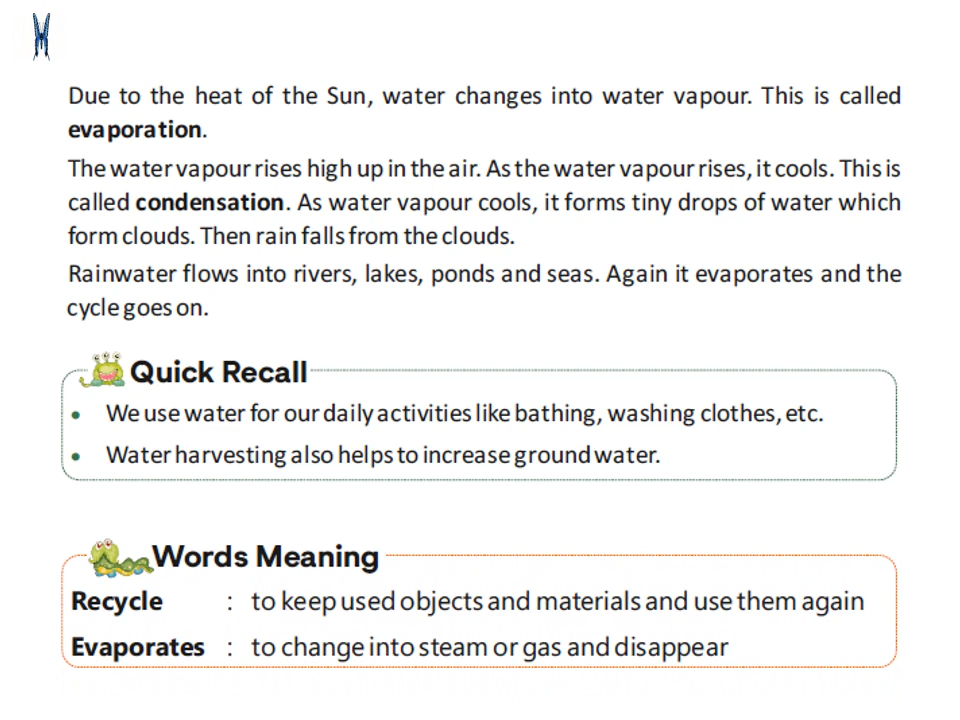 Due to the heat of the Sun, water changes into water vapour. This is called
evaporation.
The water vapour rises high up in the air. As the water vapour rises, it cools. This is
called condensation. As water vapour cools, it forms tiny drops of water which
form clouds. Then rain falls from the clouds.
Rainwater flows into rivers, lakes, ponds and seas. Again it evaporates and the
cycle goes on.
Quick Recall
• We use water for our daily activities like bathing, washing clothes, etc.
• Water harvesting also helps to increase ground water.
Words Meaning
Recycle : to keep used objects and materials and use them again
Evaporates : to change into steam or gas and disappear